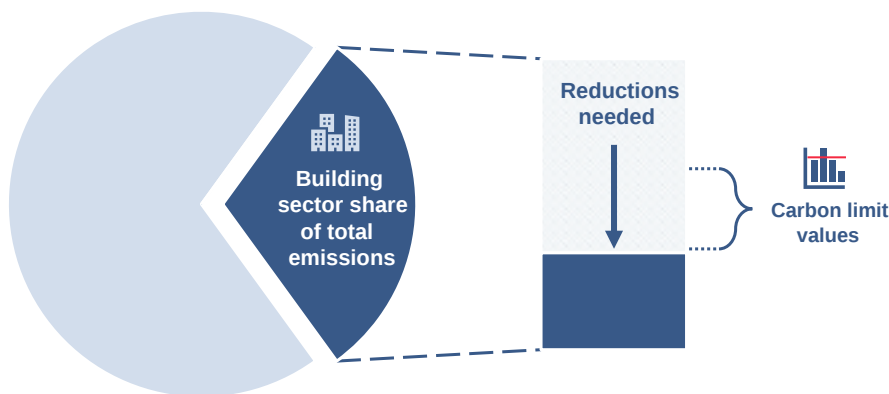 Building
sector share
of total
emissions
Reductions
needed
Carbon limit
values